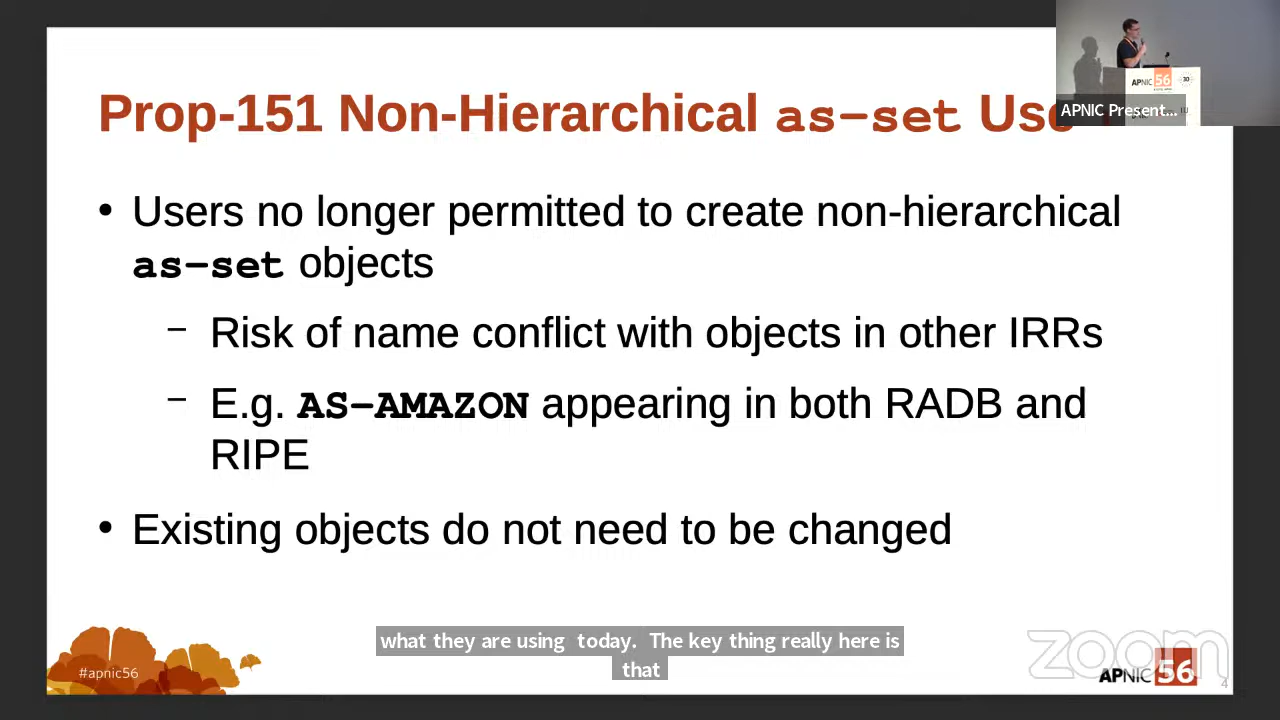 Prop-151 Non-Hierarchical as-set Use
• Users no longer permitted to create non-hierarchical
as-set objects
– Risk of name conflict with objects in other IRRs
– E.g. AS-AMAZON appearing in both RADB and
RIPE
• Existing objects do not need to be changed
APNIC 56
APNIC Present...
what they are using today. The key thing really here is
that
#apnic56
zoom
APNIC 56
4